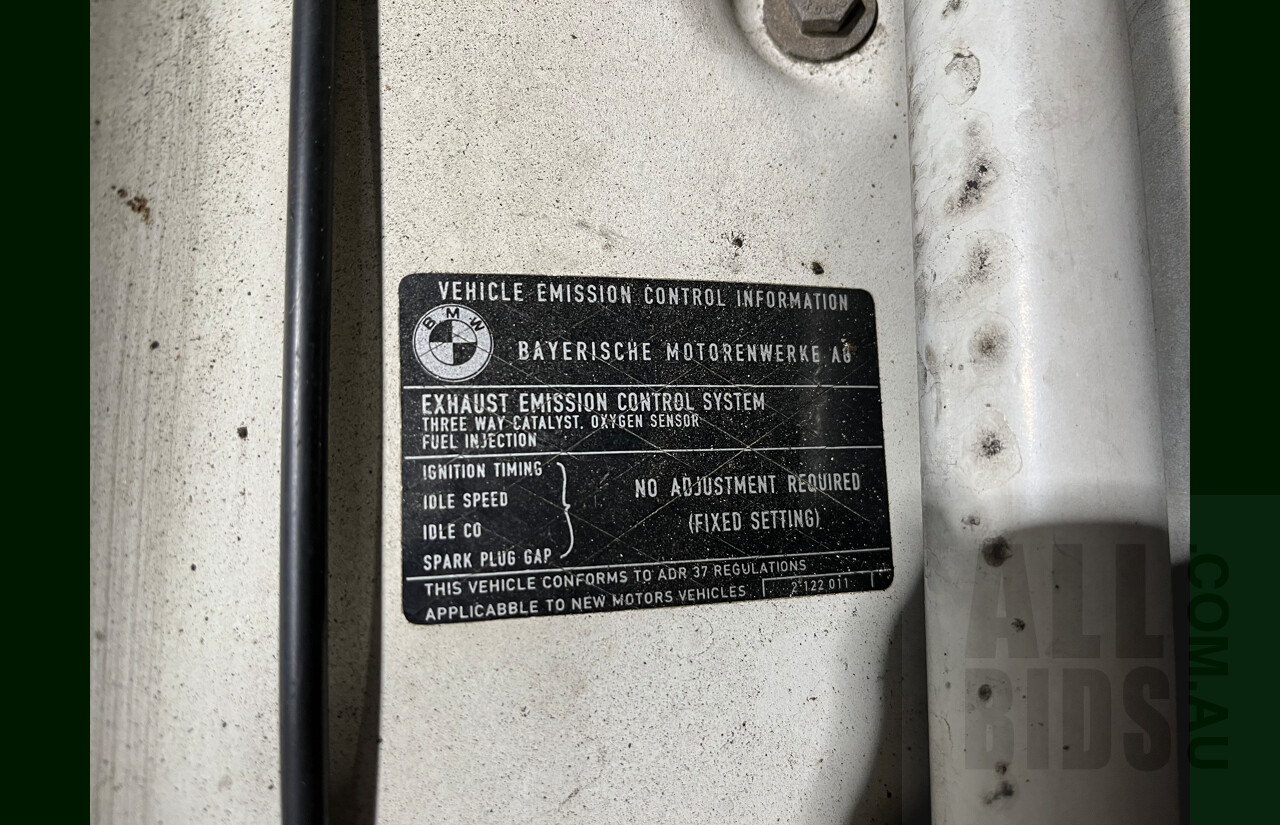 VEHICLE EMISSION CONTROL INFORMATION
BMW
BAYERISCHE MOTORENWERKE AG
EXHAUST EMISSION CONTROL SYSTEM
THREE WAY CATALYST. OXYGEN SENSOR
FUEL INJECTION
IGNITION TIMING
IDLE SPEED
IDLE CO
SPARK PLUG GAP
NO ADJUSTMENT REQUIRED
(FIXED SETTING)
THIS VEHICLE CONFORMS TO ADR 37 REGULATIONS
APPLICABBLE TO NEW MOTORS VEHICLES
2 122 011
ALL
BIDS
.COM.AU